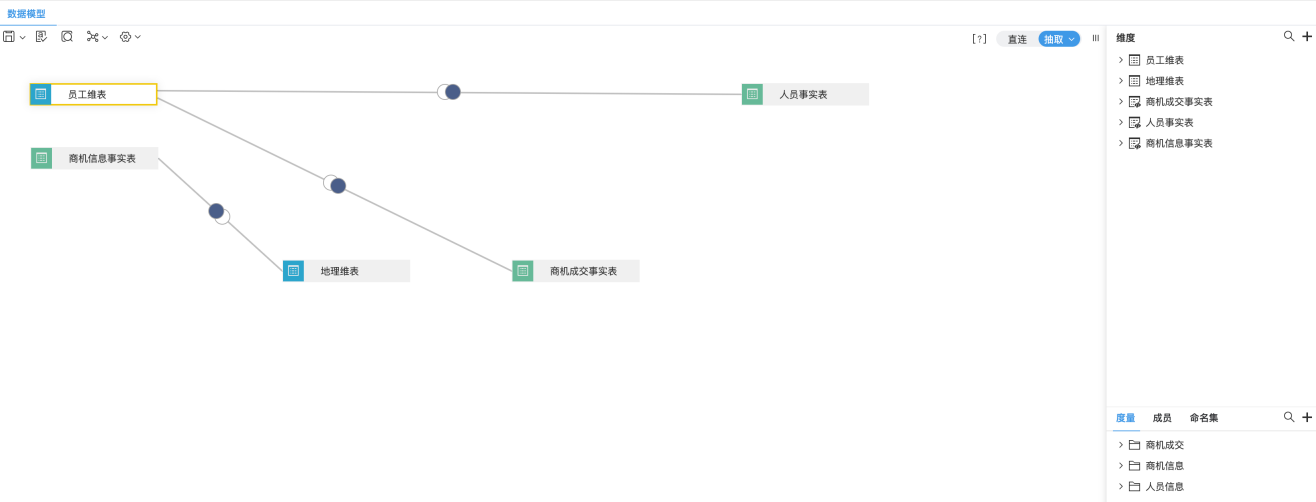 数据模型
[?]
直连
抽取
员工维表
人员事实表
商机信息事实表
地理维表
商机成交事实表
维度
员工维表
地理维表
商机成交事实表
人员事实表
商机信息事实表
度量 成员 命名集
商机成交
商机信息
人员信息